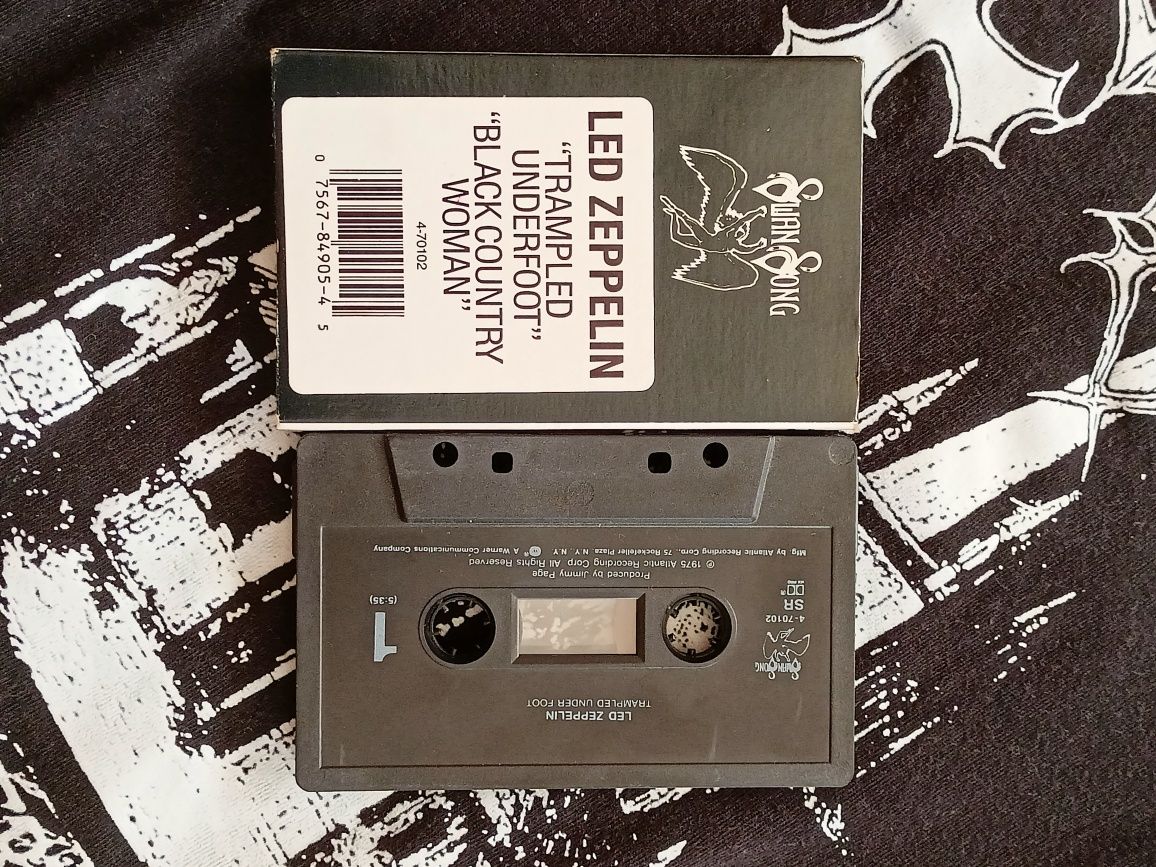 SWAN SONG
LED ZEPPELIN
“TRAMPLED
UNDERFOOT”
“BLACK COUNTRY
WOMAN”
4-70102
0 7567-84905-4 5
SWAN SONG
LED ZEPPELIN
TRAMPLED UNDER FOOT
1
(5:35)
4-70102
SR
Produced by Jimmy Page
℗ 1975 Atlantic Recording Corp. All Rights Reserved
Mfg. by Atlantic Recording Corp., 75 Rockefeller Plaza, N.Y., N.Y. A Warner Communications Company